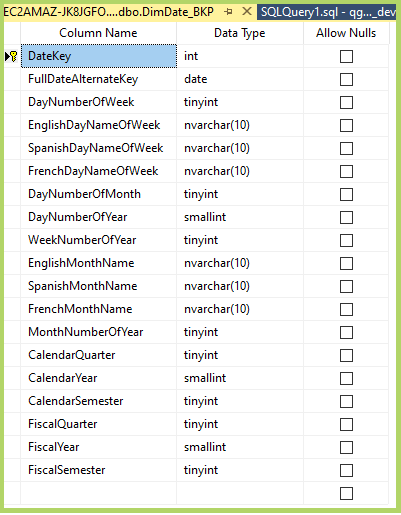 EC2AMAZ-JK8JGFO....dbo.DimDate_BKP SQLQuery1.sql - qg..._dev
Column Name Data Type Allow Nulls
DateKey int
FullDateAlternateKey date
DayNumberOfWeek tinyint
EnglishDayNameOfWeek nvarchar(10)
SpanishDayNameOfWeek nvarchar(10)
FrenchDayNameOfWeek nvarchar(10)
DayNumberOfMonth tinyint
DayNumberOfYear smallint
WeekNumberOfYear tinyint
EnglishMonthName nvarchar(10)
SpanishMonthName nvarchar(10)
FrenchMonthName nvarchar(10)
MonthNumberOfYear tinyint
CalendarQuarter tinyint
CalendarYear smallint
CalendarSemester tinyint
FiscalQuarter tinyint
FiscalYear smallint
FiscalSemester tinyint